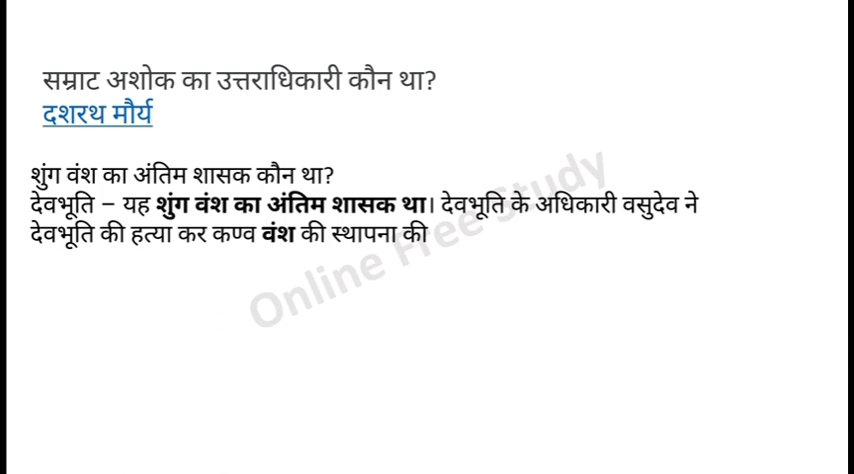 सम्राट अशोक का उत्तराधिकारी कौन था?
दशरथ मौर्य
शुंग वंश का अंतिम शासक कौन था?
देवभूति – यह शुंग वंश का अंतिम शासक था। देवभूति के अधिकारी वसुदेव ने
देवभूति की हत्या कर कण्व वंश की स्थापना की
Online Free Study